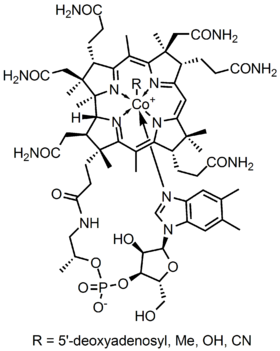 H₂NOC
CONH₂
H₂NOC
CONH₂
R
N N
Co⁺
N N
H
H₂NOC
CONH₂
N
O
NH
N
HO
O
O
P O
O
O⁻
HO
R = 5'-deoxyadenosyl, Me, OH, CN